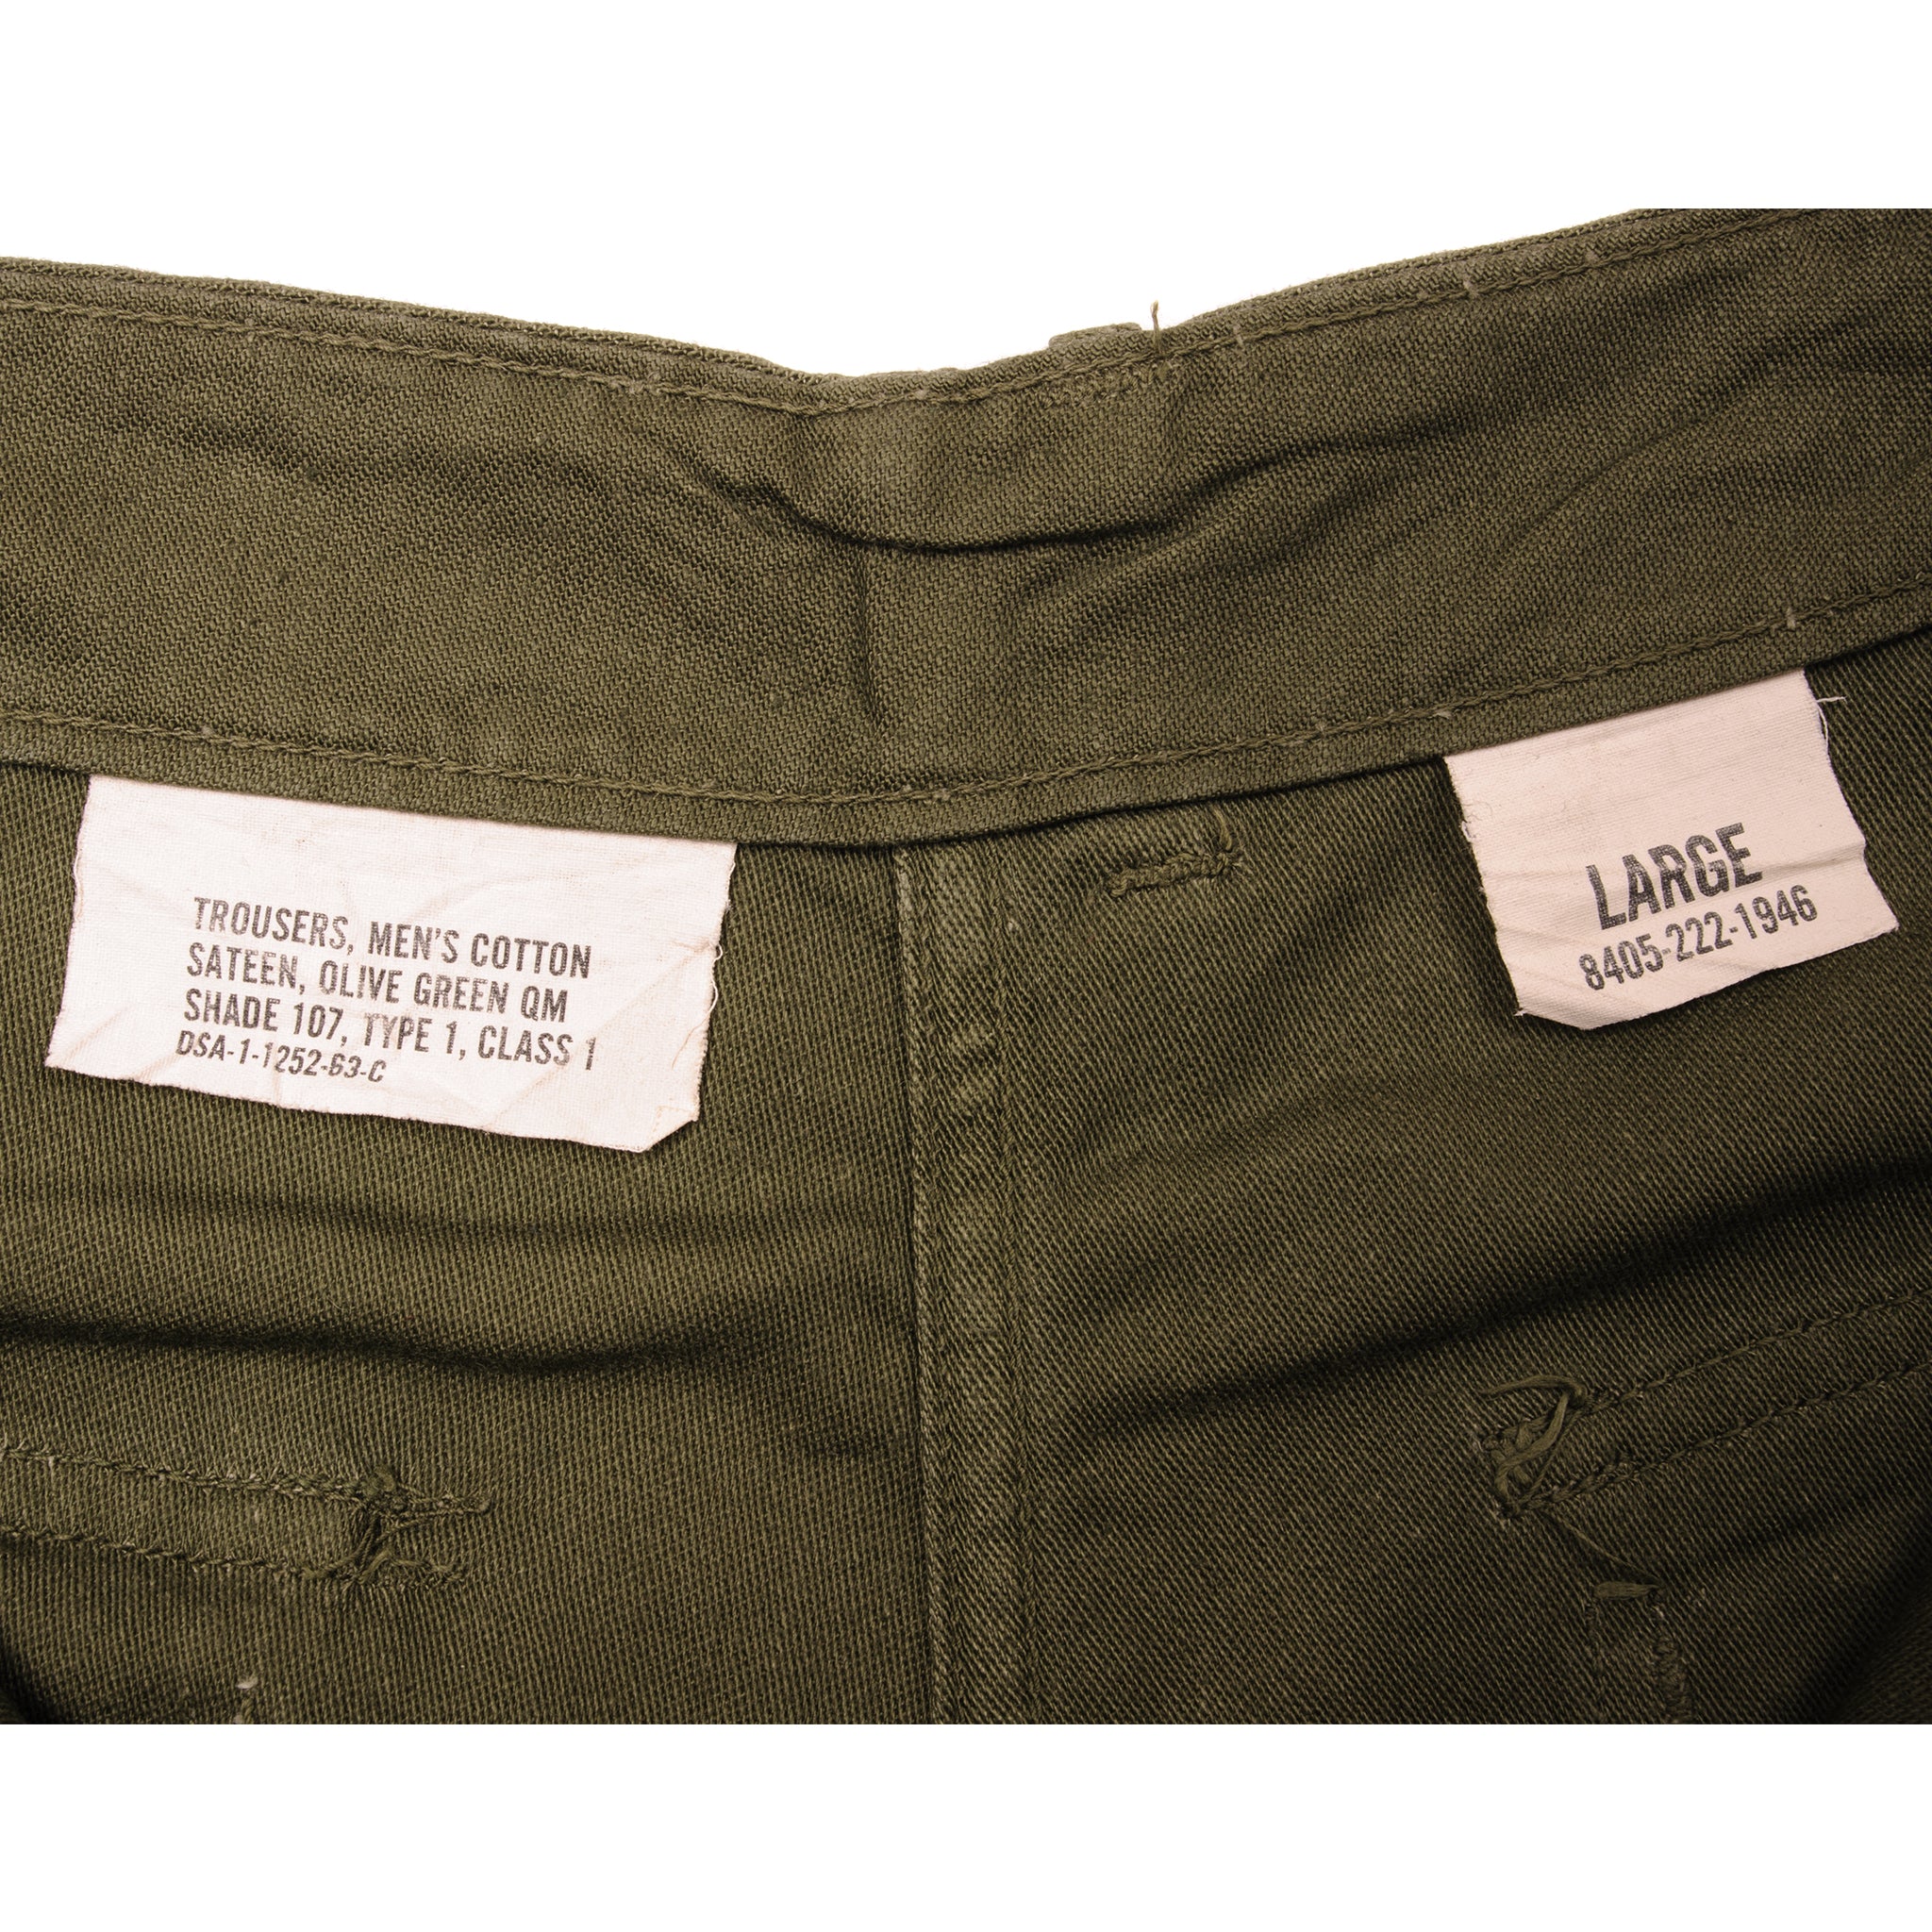 TROUSERS, MEN'S COTTON
SATEEN, OLIVE GREEN QM
SHADE 107, TYPE 1, CLASS 1
DSA-1-1252-63-C
LARGE
8405-222-1946